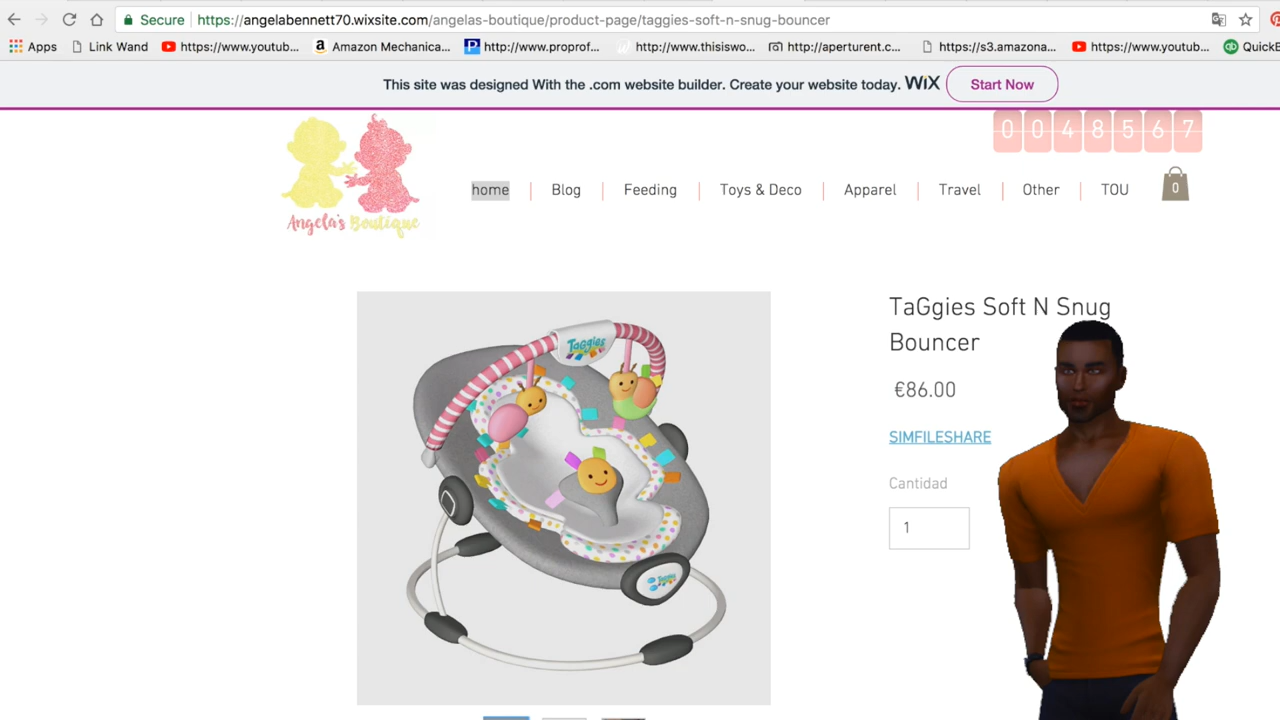 Secure
https://angelabennett70.wixsite.com/angelas-boutique/product-page/taggies-soft-n-snug-bouncer
Apps
Link Wand
https://www.youtub...
Amazon Mechanica...
http://www.proprof...
http://www.thisiswo...
http://aperturent.c...
https://s3.amazona...
https://www.youtub...
QuickB
This site was designed With the .com website builder. Create your website today. WiX
Start Now
0 0 4 8 5 6 7
Angela's Boutique
home
Blog
Feeding
Toys & Deco
Apparel
Travel
Other
TOU
0
Taggies
Taggies
TaGgies Soft N Snug
Bouncer
€86.00
SIMFILESHARE
Cantidad
1